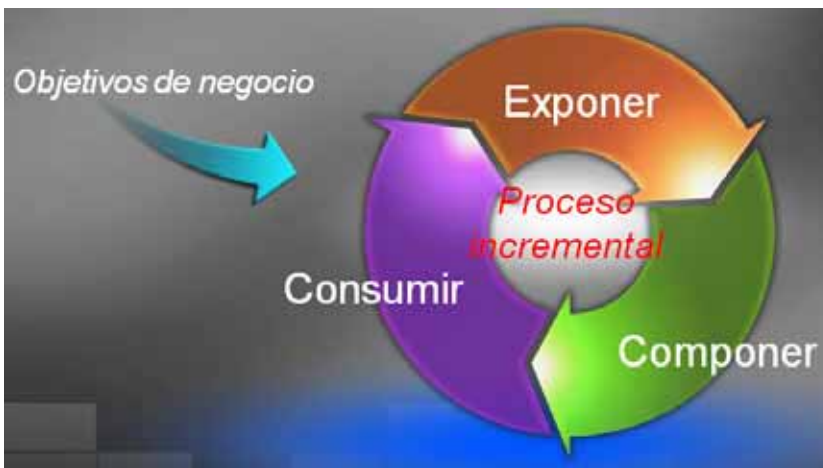 Objetivos de negocio
Exponer
Proceso
incremental
Consumir
Componer